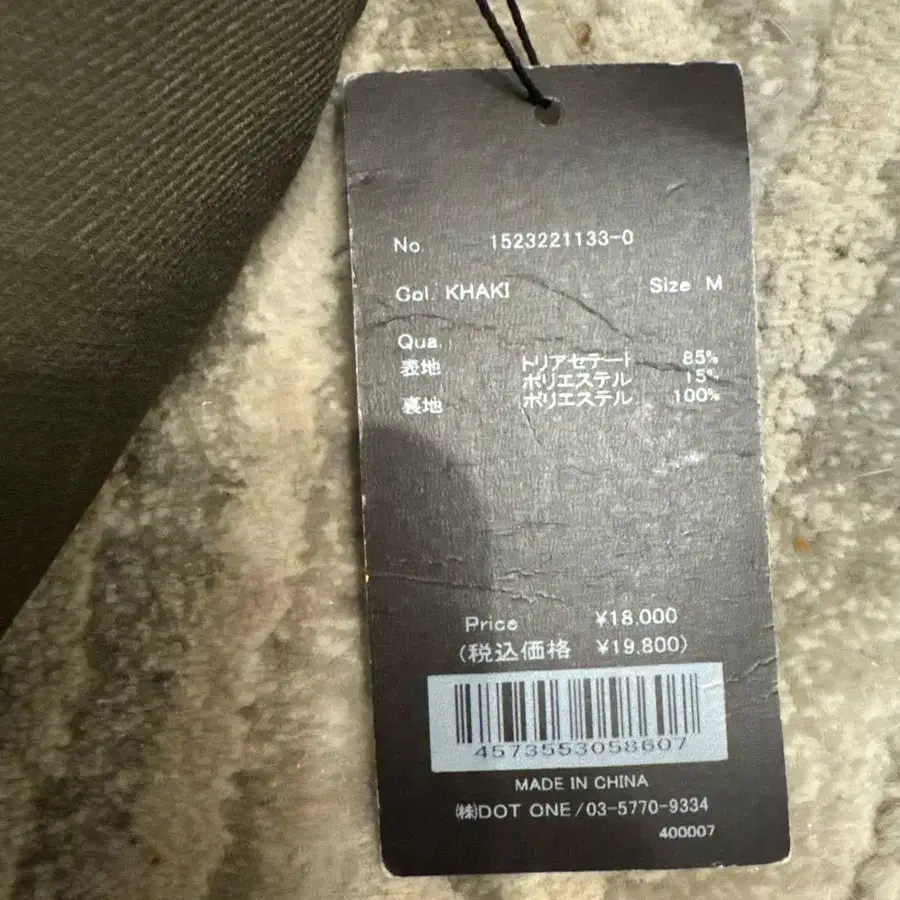 No. 1523221133-0
Col. KHAKI Size M
Qua.
表地 トリアセテート 85%
ポリエステル 15%
裏地 ポリエステル 100%
Price ¥18,000
(税込価格 ¥19,800)
4573553058607
MADE IN CHINA
㈱DOT ONE/03-5770-9334
400007